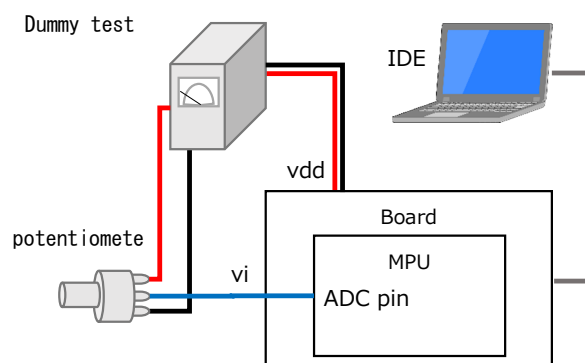 Dummy test
IDE
vdd
Board
potentiomete
MPU
vi
ADC pin